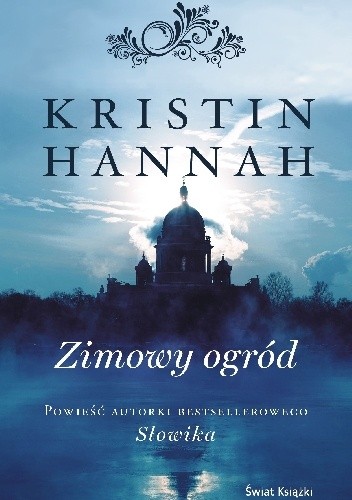 KRISTIN
HANNAH
Zimowy ogród
POWIEŚĆ AUTORKI BESTSELLEROWEGO
Słowika
Świat Książki